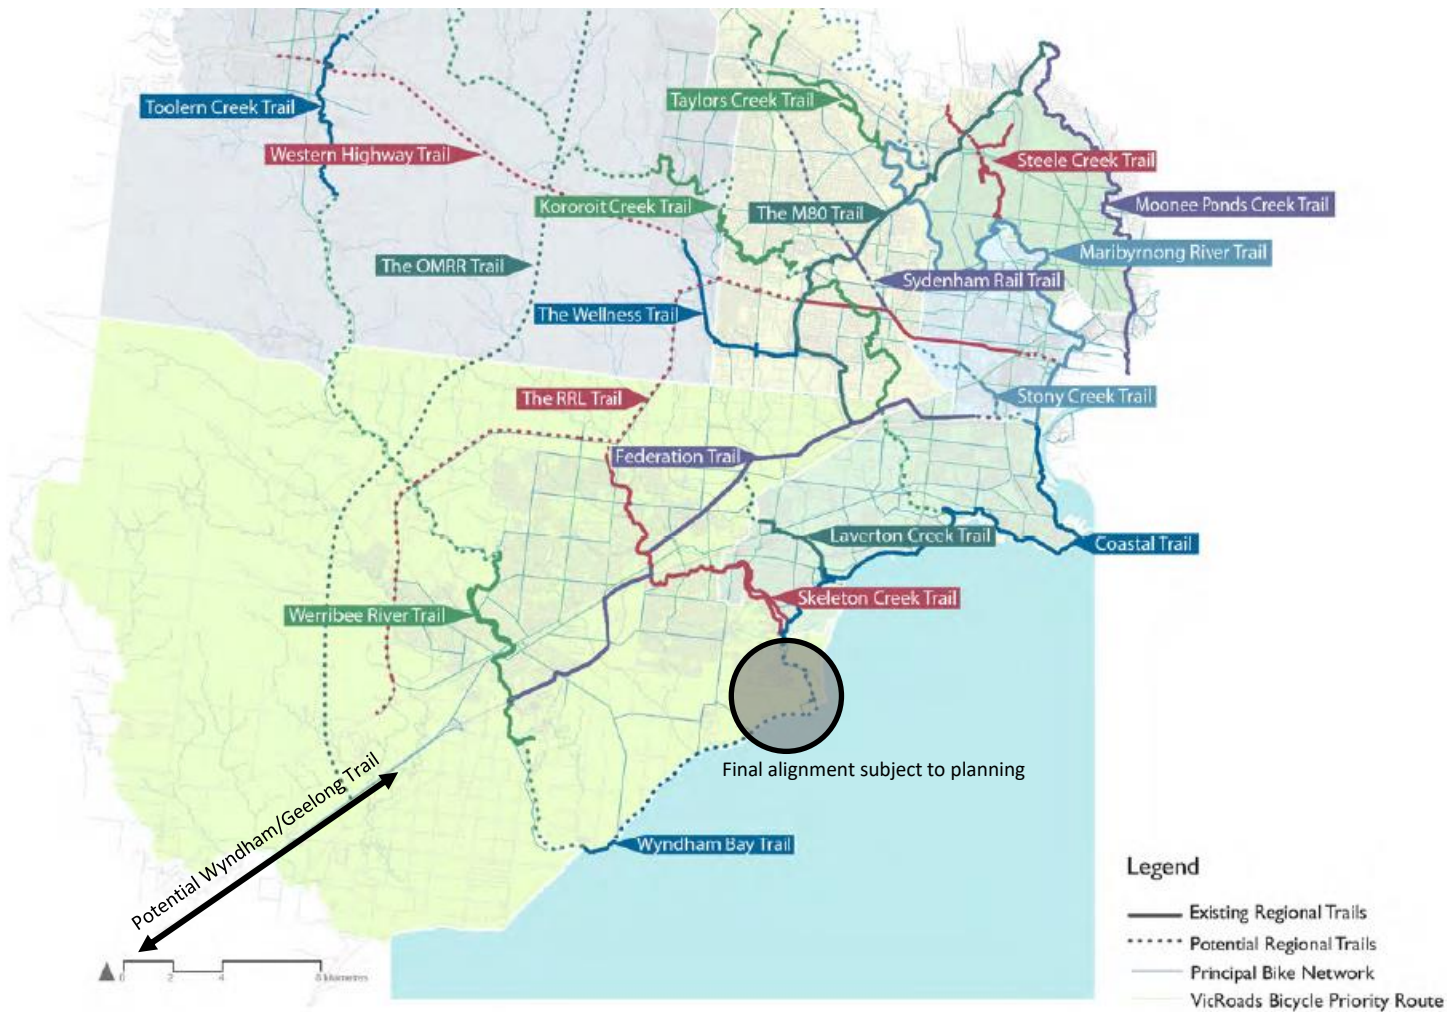 Toolern Creek Trail
Taylors Creek Trail
Western Highway Trail
Steele Creek Trail
Kororoit Creek Trail
The M80 Trail
Moonee Ponds Creek Trail
Maribyrnong River Trail
The OMRR Trail
Sydenham Rail Trail
The Wellness Trail
The RRL Trail
Stony Creek Trail
Federation Trail
Laverton Creek Trail
Coastal Trail
Skeleton Creek Trail
Werribee River Trail
Final alignment subject to planning
Potential Wyndham/Geelong Trail
Wyndham Bay Trail
Legend
Existing Regional Trails
Potential Regional Trails
Principal Bike Network
VicRoads Bicycle Priority Route
0 2 4 8 kilometres